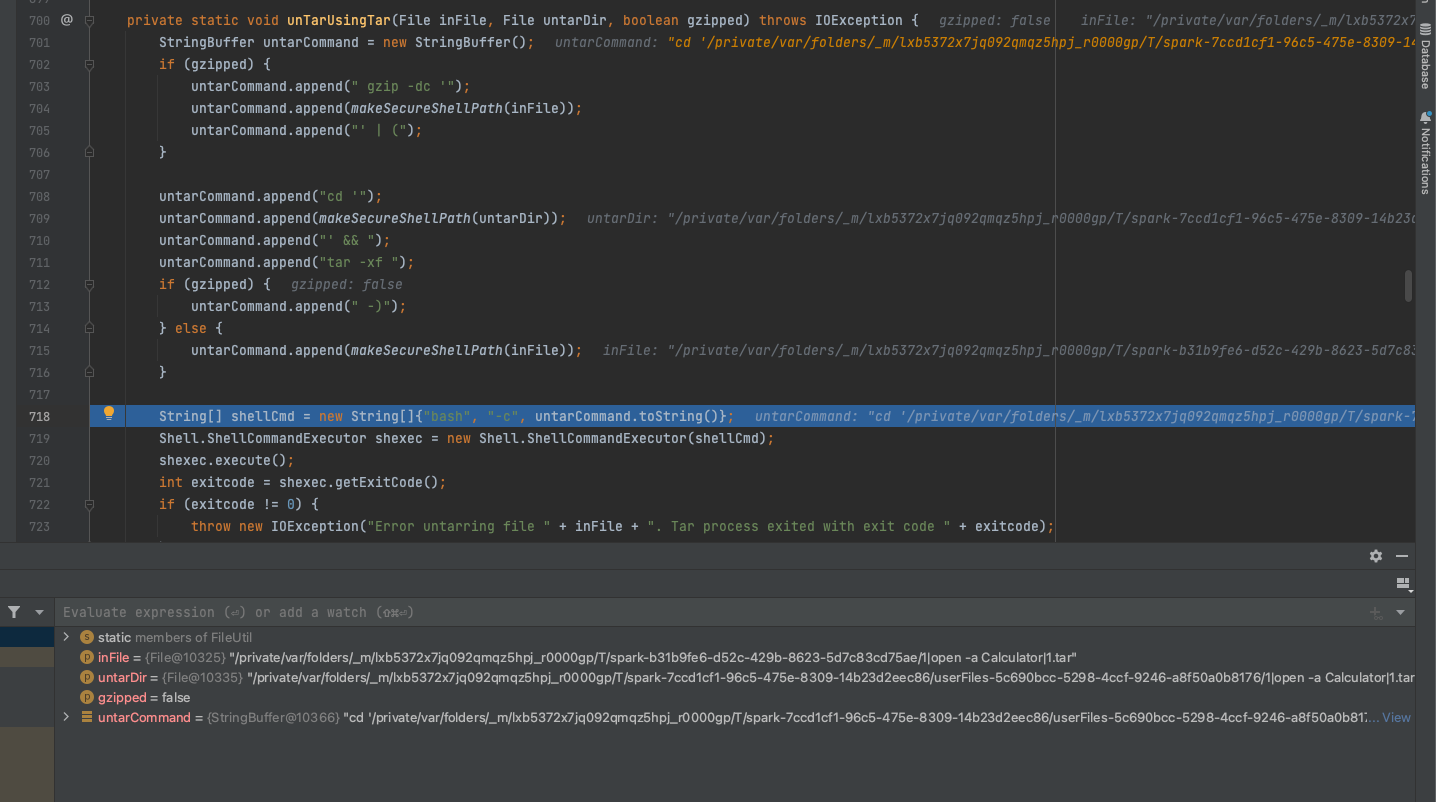 700 @ private static void unTarUsingTar(File inFile, File untarDir, boolean gzipped) throws IOException { gzipped: false inFile: "/private/var/folders/_m/lxb5372x7
701 StringBuffer untarCommand = new StringBuffer(); untarCommand: "cd '/private/var/folders/_m/lxb5372x7jq092qmqz5hpj_r0000gp/T/spark-7ccd1cf1-96c5-475e-8309-14
702 if (gzipped) {
703 untarCommand.append(" gzip -dc '");
704 untarCommand.append(makeSecureShellPath(inFile));
705 untarCommand.append("' | (");
706 }
707
708 untarCommand.append("cd '");
709 untarCommand.append(makeSecureShellPath(untarDir)); untarDir: "/private/var/folders/_m/lxb5372x7jq092qmqz5hpj_r0000gp/T/spark-7ccd1cf1-96c5-475e-8309-14b23d
710 untarCommand.append("' && ");
711 untarCommand.append("tar -xf ");
712 if (gzipped) { gzipped: false
713 untarCommand.append(" -)");
714 } else {
715 untarCommand.append(makeSecureShellPath(inFile)); inFile: "/private/var/folders/_m/lxb5372x7jq092qmqz5hpj_r0000gp/T/spark-b31b9fe6-d52c-429b-8623-5d7c83
716 }
717
718 String[] shellCmd = new String[]{"bash", "-c", untarCommand.toString()}; untarCommand: "cd '/private/var/folders/_m/lxb5372x7jq092qmqz5hpj_r0000gp/T/spark-7
719 Shell.ShellCommandExecutor shexec = new Shell.ShellCommandExecutor(shellCmd);
720 shexec.execute();
721 int exitcode = shexec.getExitCode();
722 if (exitcode != 0) {
723 throw new IOException("Error untarring file " + inFile + ". Tar process exited with exit code " + exitcode);
Database
Notifications
Evaluate expression (⏎) or add a watch (⇧⌘⏎)
s static members of FileUtil
p inFile = {File@10325} "/private/var/folders/_m/lxb5372x7jq092qmqz5hpj_r0000gp/T/spark-b31b9fe6-d52c-429b-8623-5d7c83cd75ae/1|open -a Calculator|1.tar"
p untarDir = {File@10335} "/private/var/folders/_m/lxb5372x7jq092qmqz5hpj_r0000gp/T/spark-7ccd1cf1-96c5-475e-8309-14b23d2eec86/userFiles-5c690bcc-5298-4ccf-9246-a8f50a0b8176/1|open -a Calculator|1.tar
p gzipped = false
untarCommand = {StringBuffer@10366} "cd '/private/var/folders/_m/lxb5372x7jq092qmqz5hpj_r0000gp/T/spark-7ccd1cf1-96c5-475e-8309-14b23d2eec86/userFiles-5c690bcc-5298-4ccf-9246-a8f50a0b817... View